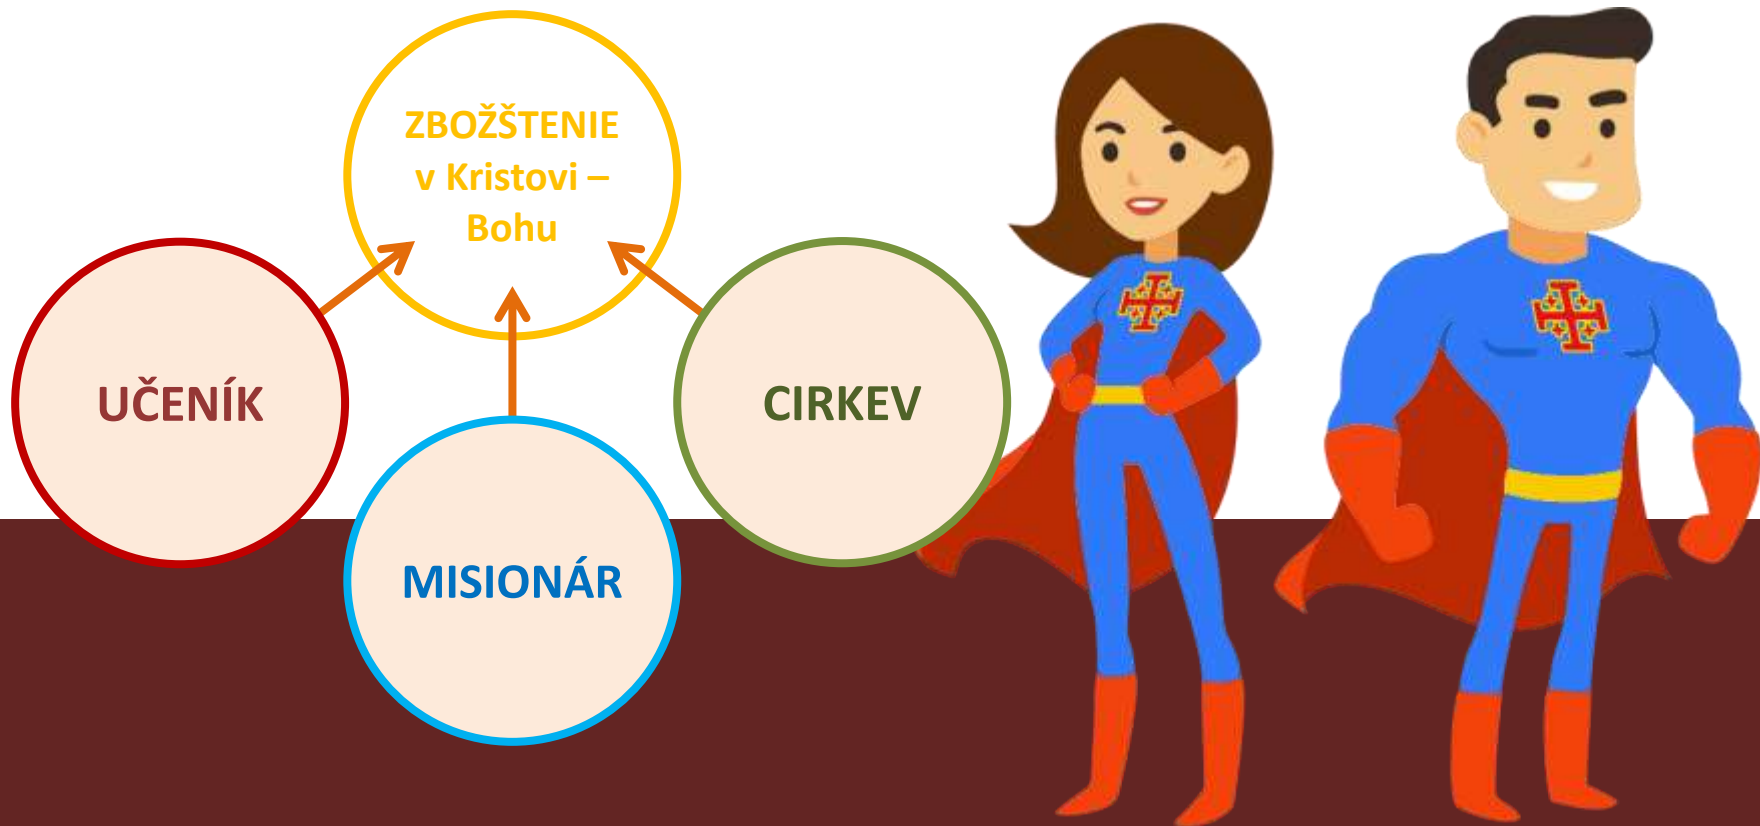 ZBOŽŠTENIE
v Kristovi –
Bohu
UČENÍK
CIRKEV
MISIONÁR